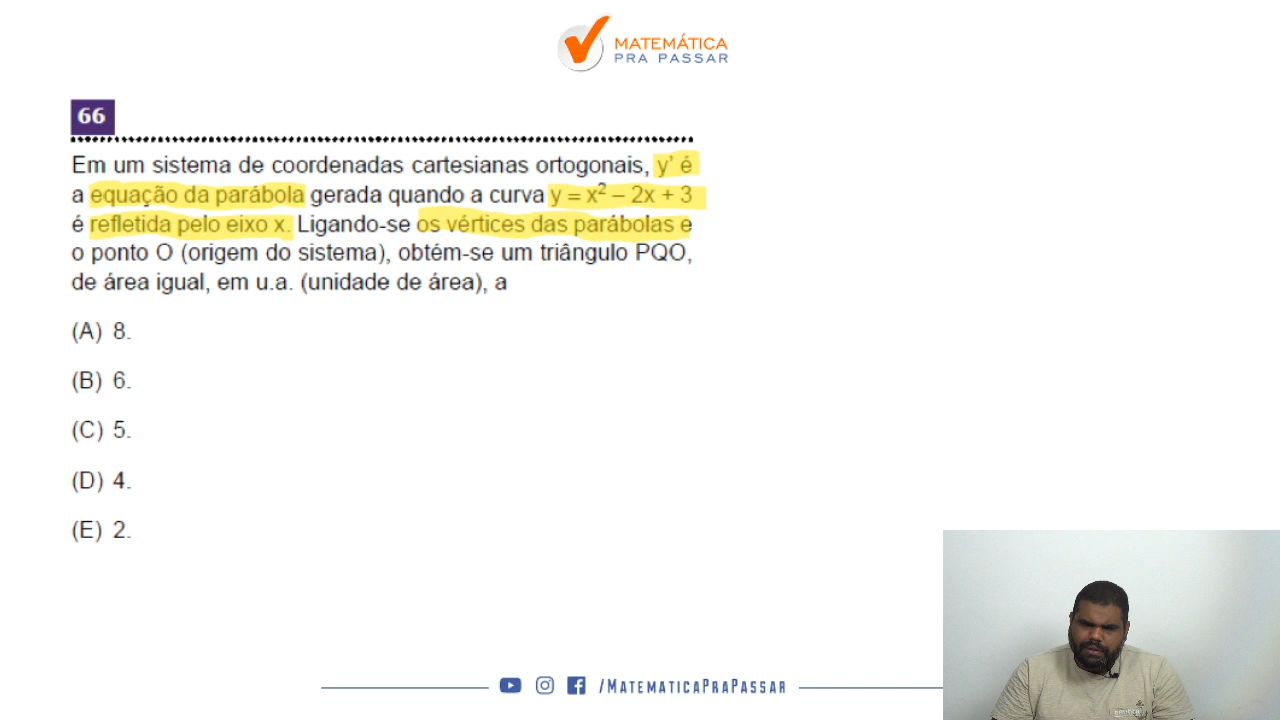 MATEMÁTICA
PRA PASSAR
66
Em um sistema de coordenadas cartesianas ortogonais, y' é
a equação da parábola gerada quando a curva y = x² – 2x + 3
é refletida pelo eixo x. Ligando-se os vértices das parábolas e
o ponto O (origem do sistema), obtém-se um triângulo PQO,
de área igual, em u.a. (unidade de área), a
(A) 8.
(B) 6.
(C) 5.
(D) 4.
(E) 2.
/MATEMATICAPRAPASSAR